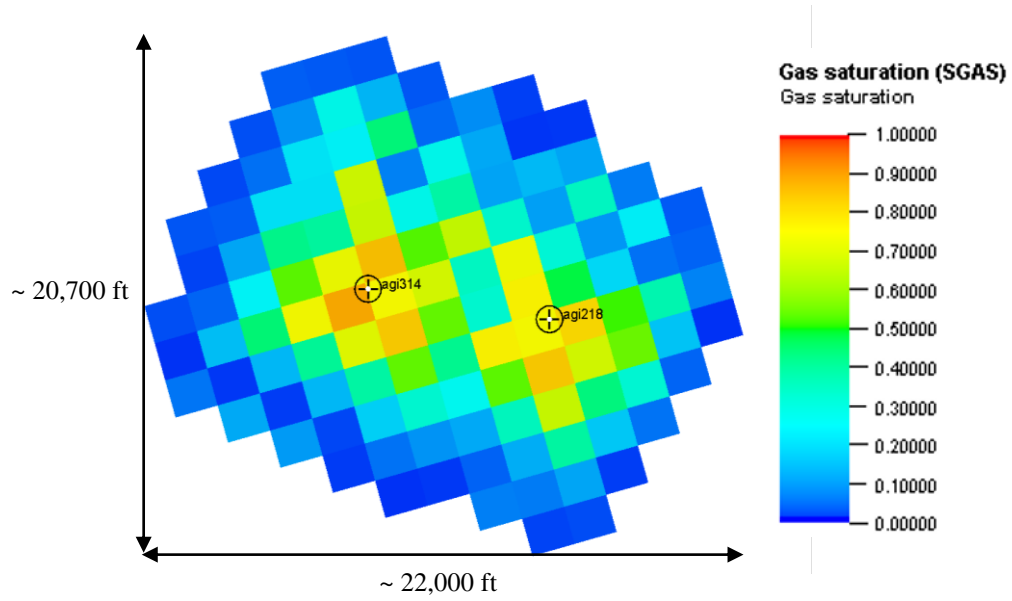 Gas saturation (SGAS)
Gas saturation
1.00000
0.90000
0.80000
0.70000
0.60000
0.50000
0.40000
0.30000
0.20000
0.10000
0.00000
agi314
agi218
~ 20,700 ft
~ 22,000 ft